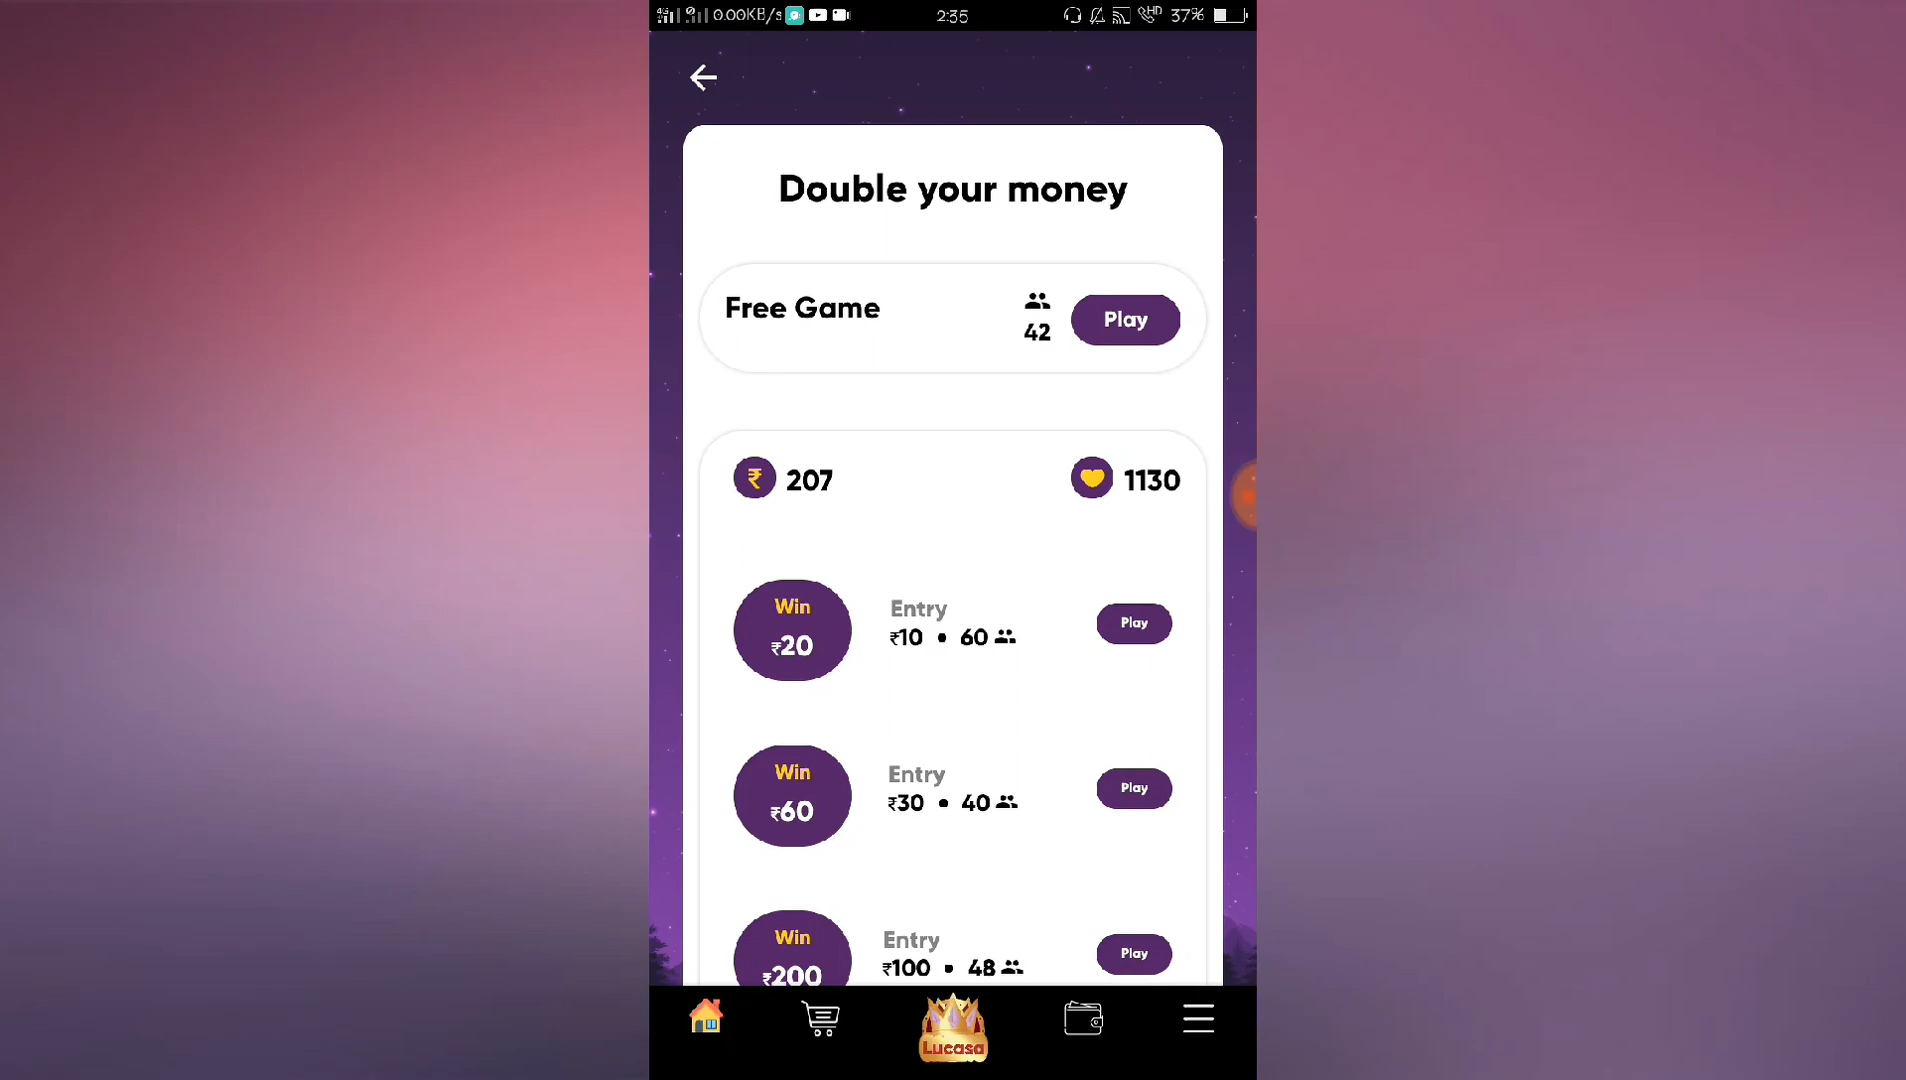 0.00KB/s 2:35 HD 37%
Double your money
Free Game
42
Play
₹ 207 1130
Win
₹20
Entry
₹10 • 60
Play
Win
₹60
Entry
₹30 • 40
Play
Win
₹200
Entry
₹100 • 48
Play
Lucasa